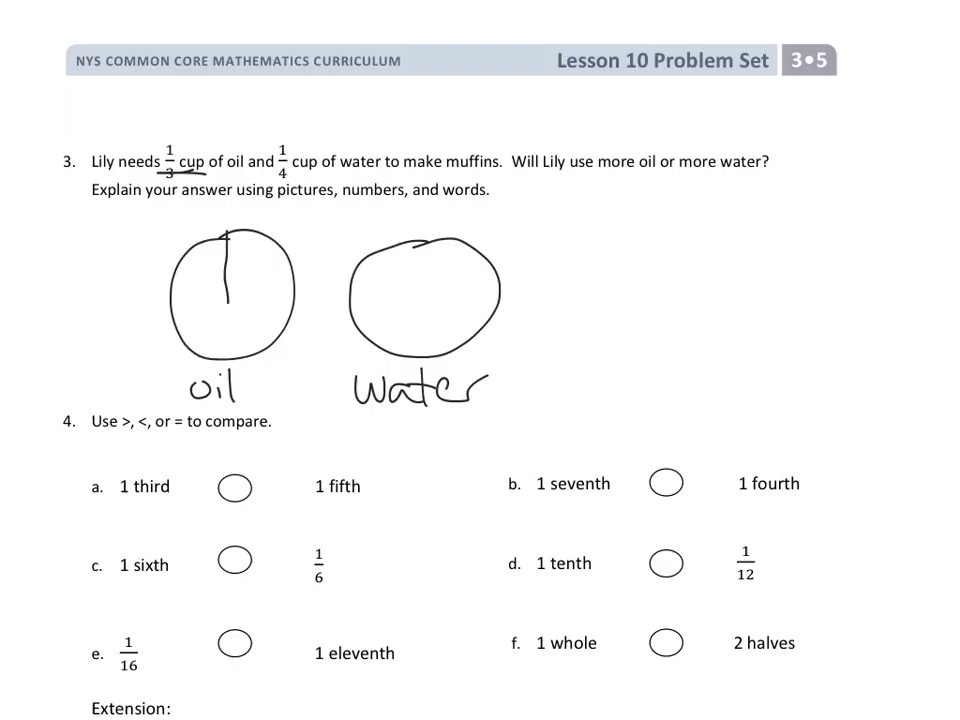 NYS COMMON CORE MATHEMATICS CURRICULUM Lesson 10 Problem Set 3•5
3. Lily needs 1/3 cup of oil and 1/4 cup of water to make muffins. Will Lily use more oil or more water?
Explain your answer using pictures, numbers, and words.
oil water
4. Use >, <, or = to compare.
a. 1 third 1 fifth b. 1 seventh 1 fourth
c. 1 sixth 1/6 d. 1 tenth 1/12
e. 1/16 1 eleventh f. 1 whole 2 halves
Extension: